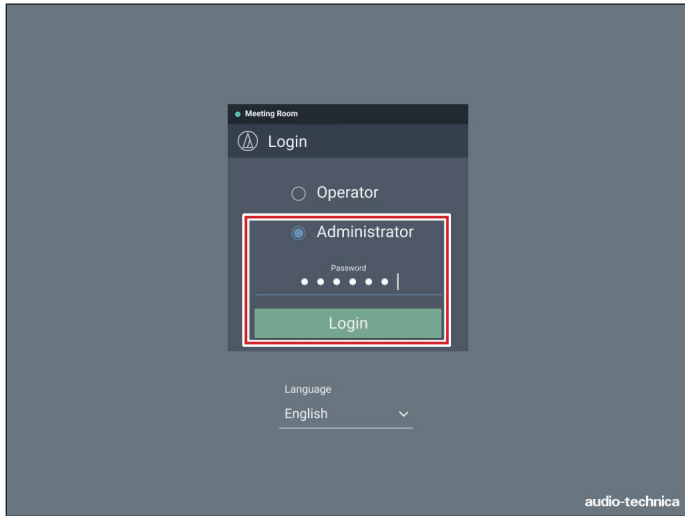 Meeting Room
Login
Operator
Administrator
Password
Login
Language
English
audio-technica